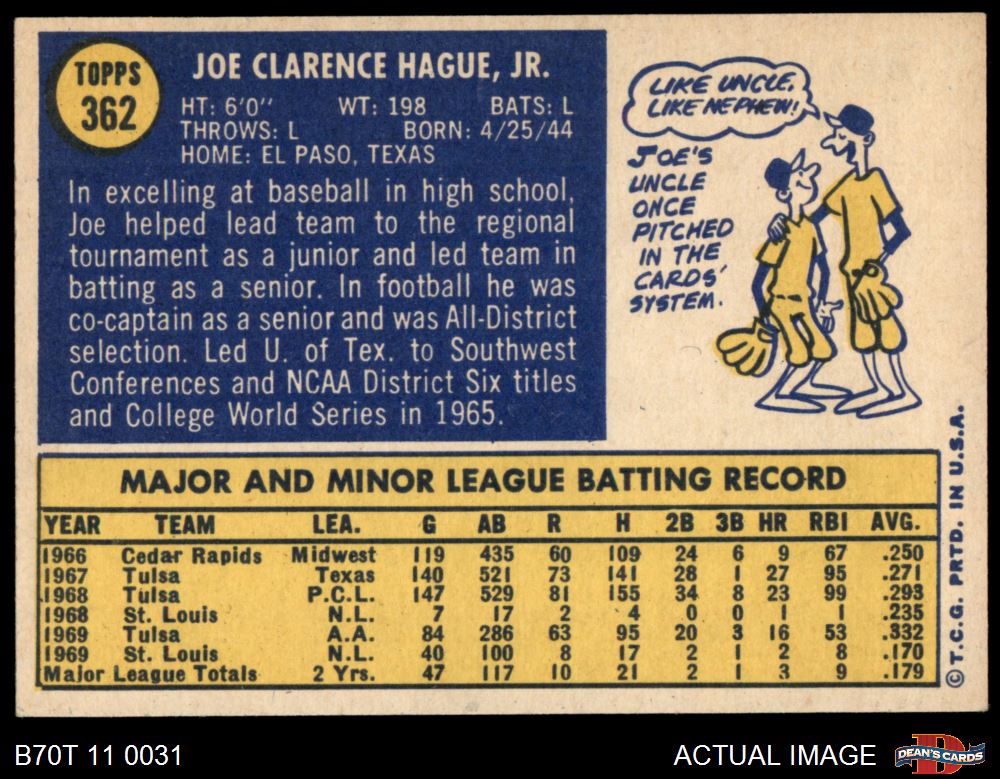 TOPPS
362
JOE CLARENCE HAGUE, JR.
HT: 6'0" WT: 198 BATS: L
THROWS: L BORN: 4/25/44
HOME: EL PASO, TEXAS
In excelling at baseball in high school,
Joe helped lead team to the regional
tournament as a junior and led team in
batting as a senior. In football he was
co-captain as a senior and was All-District
selection. Led U. of Tex. to Southwest
Conferences and NCAA District Six titles
and College World Series in 1965.
LIKE UNCLE,
LIKE NEPHEW!
JOE'S
UNCLE
ONCE
PITCHED
IN THE
CARDS'
SYSTEM.
MAJOR AND MINOR LEAGUE BATTING RECORD
YEAR TEAM LEA. G AB R H 2B 3B HR RBI AVG.
1966 Cedar Rapids Midwest 119 435 60 109 24 6 9 67 .250
1967 Tulsa Texas 140 521 73 141 28 1 27 95 .271
1968 Tulsa P.C.L. 147 529 81 155 34 8 23 99 .293
1968 St. Louis N.L. 7 17 2 4 0 0 1 1 .235
1969 Tulsa A.A. 84 286 63 95 20 3 16 53 .332
1969 St. Louis N.L. 40 100 8 17 2 1 2 8 .170
Major League Totals 2 Yrs. 47 117 10 21 2 1 3 9 .179
© T.C.G. PRTD. IN U.S.A.
B70T 11 0031
ACTUAL IMAGE
D
DEAN'S CARDS